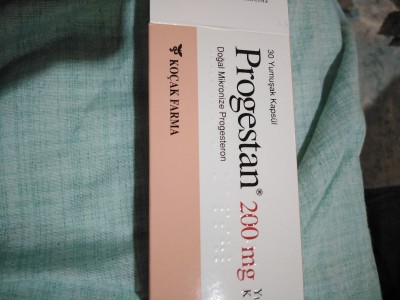 30 Yumuşak Kapsül
Progestan® 200 mg
Doğal Mikronize Progesteron
KOÇAK FARMA